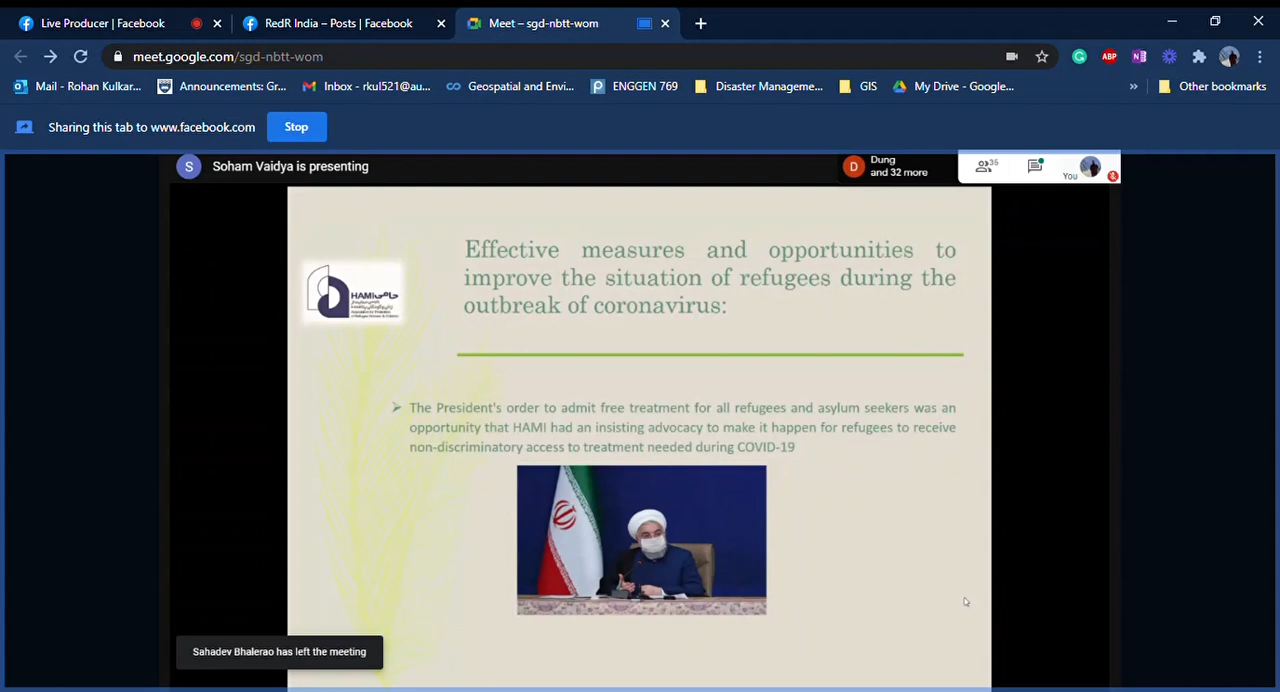 Live Producer | Facebook
RedR India – Posts | Facebook
Meet – sgd-nbtt-wom
meet.google.com/sgd-nbtt-wom
ABP
N
Mail - Rohan Kulkar...
Announcements: Gr...
Inbox - rkul521@au...
Geospatial and Envi...
ENGGEN 769
Disaster Manageme...
GIS
My Drive - Google...
»
Other bookmarks
Sharing this tab to www.facebook.com
Stop
S
Soham Vaidya is presenting
D
Dung
and 32 more
35
You
Effective measures and opportunities to
improve the situation of refugees during the
outbreak of coronavirus:
HAMI حامی
The President's order to admit free treatment for all refugees and asylum seekers was an
opportunity that HAMI had an insisting advocacy to make it happen for refugees to receive
non-discriminatory access to treatment needed during COVID-19
Sahadev Bhalerao has left the meeting